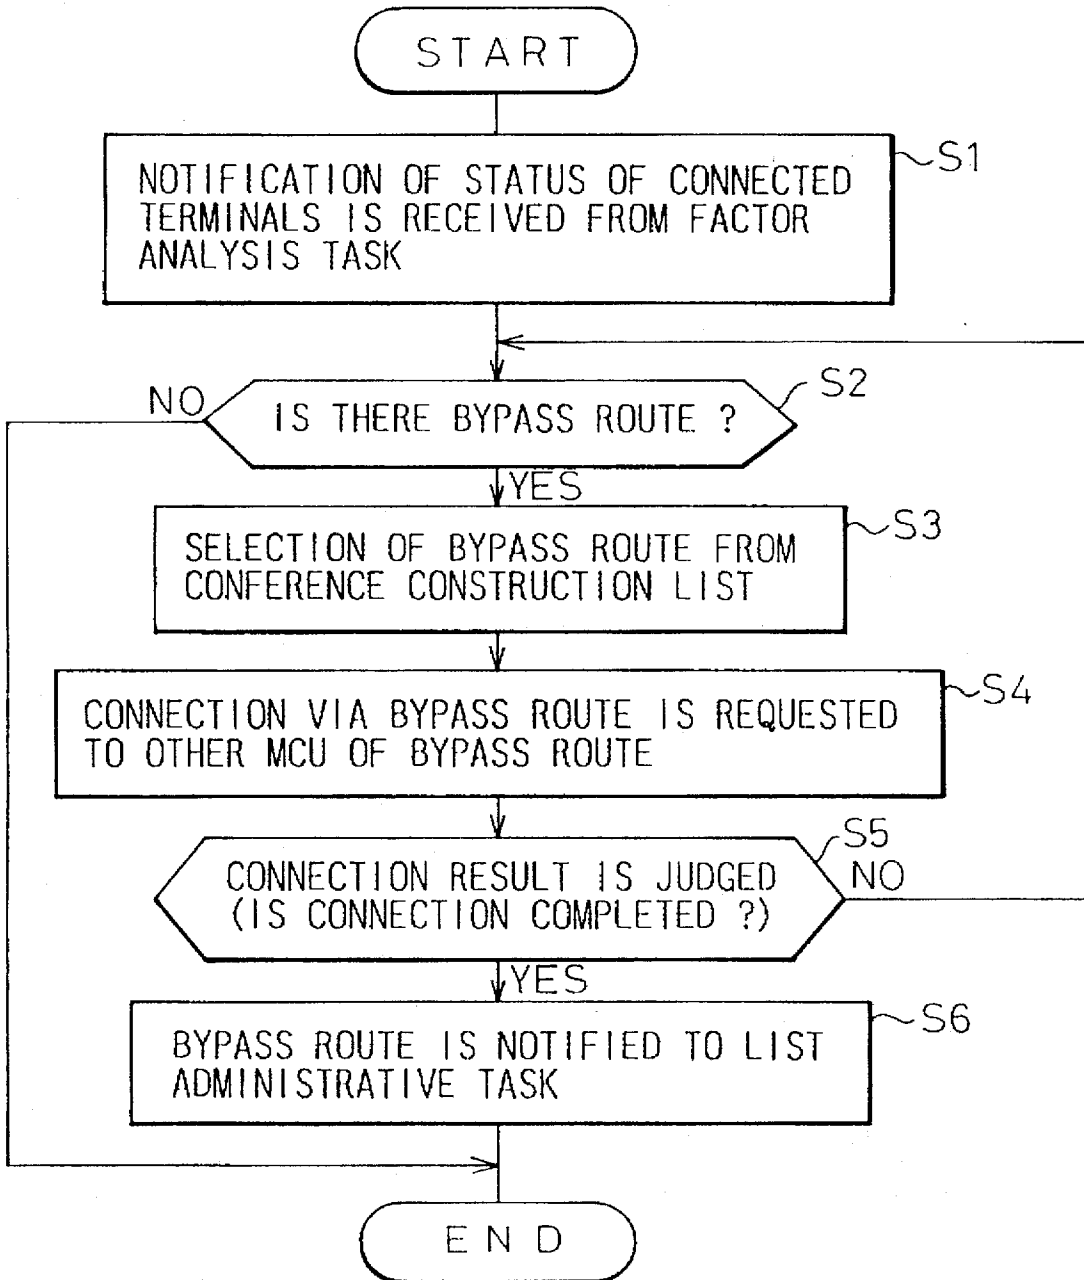 START
S1
NOTIFICATION OF STATUS OF CONNECTED
TERMINALS IS RECEIVED FROM FACTOR
ANALYSIS TASK
S2
NO
IS THERE BYPASS ROUTE ?
YES
S3
SELECTION OF BYPASS ROUTE FROM
CONFERENCE CONSTRUCTION LIST
S4
CONNECTION VIA BYPASS ROUTE IS REQUESTED
TO OTHER MCU OF BYPASS ROUTE
S5
CONNECTION RESULT IS JUDGED
(IS CONNECTION COMPLETED ?)
NO
YES
S6
BYPASS ROUTE IS NOTIFIED TO LIST
ADMINISTRATIVE TASK
END